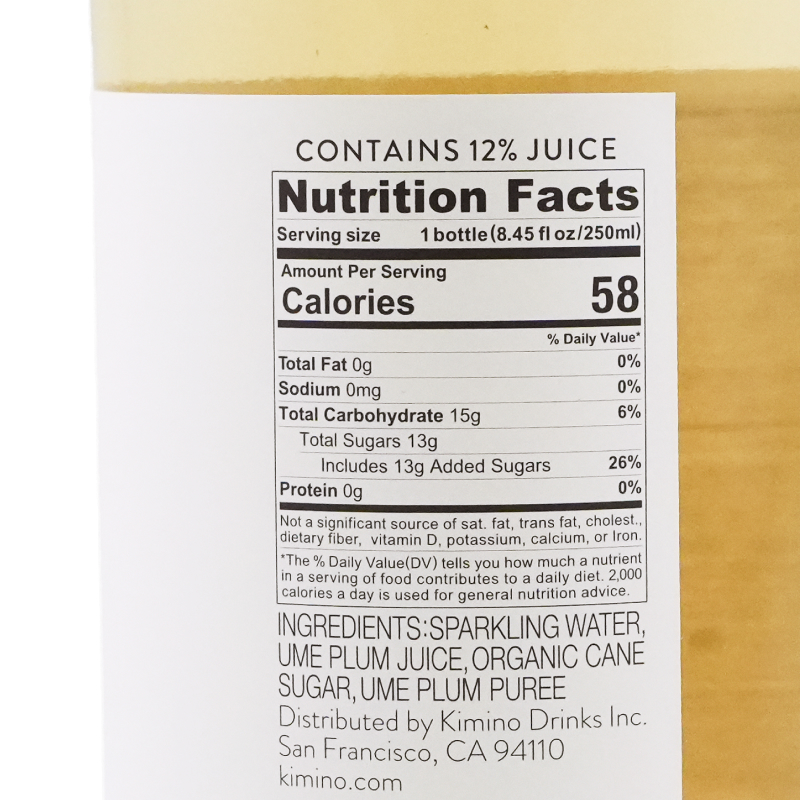 CONTAINS 12% JUICE
Nutrition Facts
Serving size 1 bottle(8.45 fl oz/250ml)
Amount Per Serving
Calories 58
% Daily Value*
Total Fat 0g 0%
Sodium 0mg 0%
Total Carbohydrate 15g 6%
Total Sugars 13g
Includes 13g Added Sugars 26%
Protein 0g 0%
Not a significant source of sat. fat, trans fat, cholest.,
dietary fiber, vitamin D, potassium, calcium, or Iron.
*The % Daily Value(DV) tells you how much a nutrient
in a serving of food contributes to a daily diet. 2,000
calories a day is used for general nutrition advice.
INGREDIENTS:SPARKLING WATER,
UME PLUM JUICE, ORGANIC CANE
SUGAR, UME PLUM PUREE
Distributed by Kimino Drinks Inc.
San Francisco, CA 94110
kimino.com